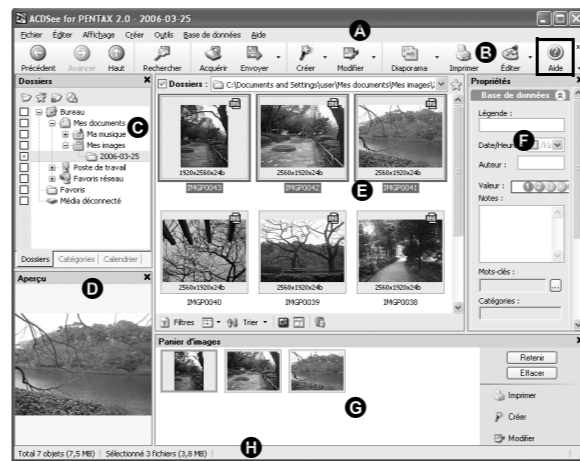 ACDSee for PENTAX 2.0 - 2006-03-25
Fichier Éditer Affichage Créer Outils Base de données Aide
A
Précédent Avancer Haut Rechercher Acquérir Envoyer Créer Modifier Diaporama Imprimer Éditer Aide
B
Dossiers
Bureau
Mes documents
C
Ma musique
Mes images
2006-03-25
Poste de travail
Favoris réseau
Favoris
Média déconnecté
Dossiers Catégories Calendrier
Aperçu
D
Dossiers : C:\Documents and Settings\user\Mes documents\Mes images\
1920x2560x24b 2560x1920x24b 2560x1920x24b
IMGP0043 IMGP0042 IMGP0041
E
2560x1920x24b 2560x1920x24b 1920x2560x24b
IMGP0040 IMGP0039 IMGP0038
Filtres Trier
Propriétés
Base de données
Légende :
Date/Heure
F
Auteur :
Valeur : 1 2 3
Notes :
Mots-clés :
...
Catégories :
Panier d'images
G
Retenir
Effacer
Imprimer
Créer
Modifier
Total 7 objets (7,5 MB) Sélectionné 3 fichiers (3,8 MB)
H